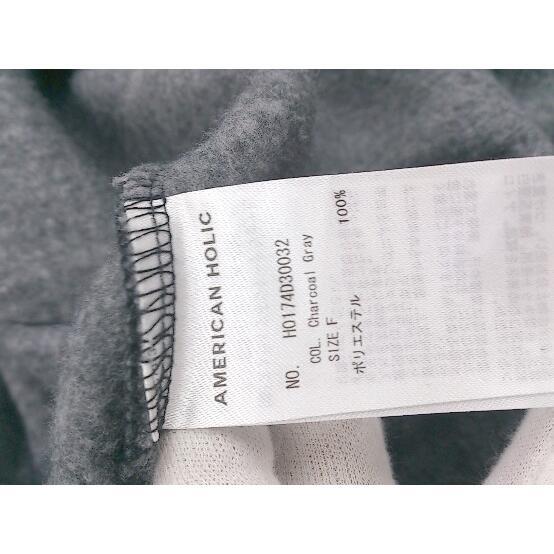 AMERICAN HOLIC
NO. H0174D30032
COL. Charcoal Gray
SIZE F
ポリエステル 100%